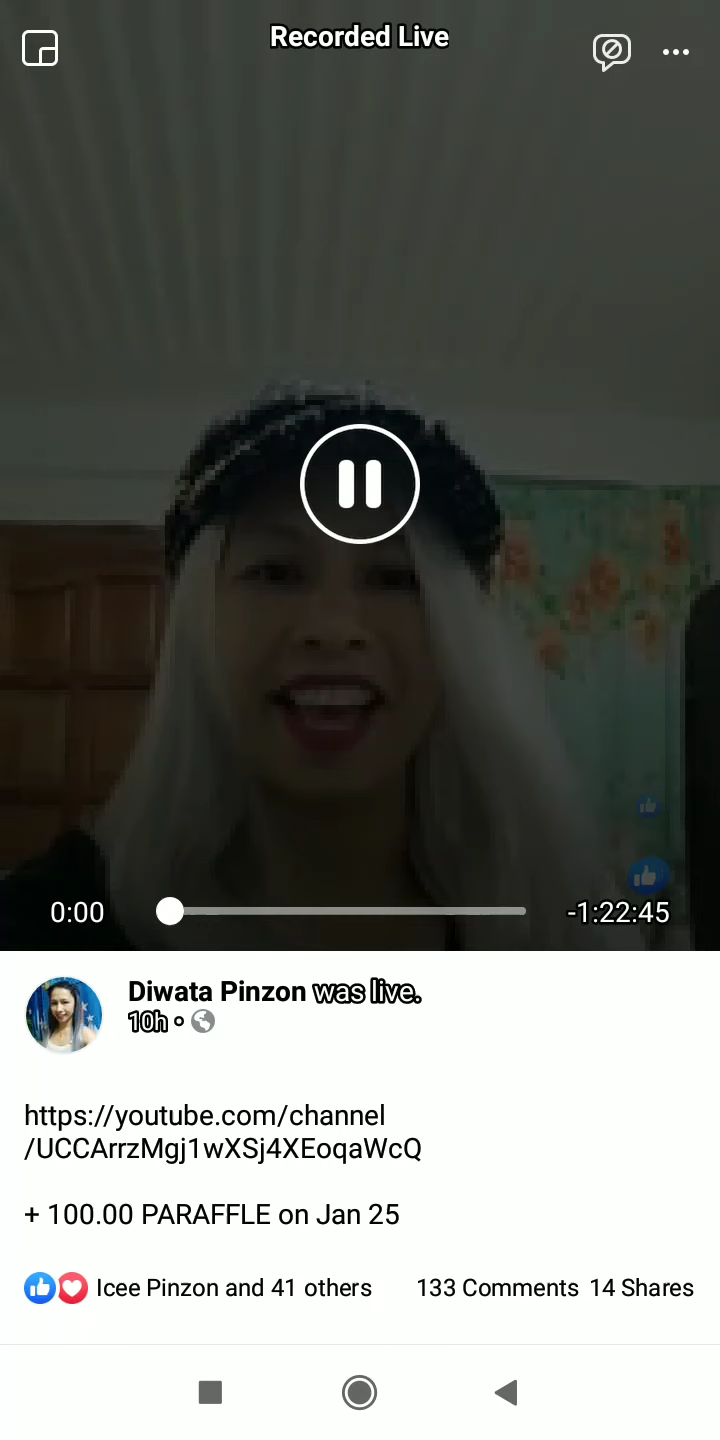 Recorded Live
0:00
-1:22:45
Diwata Pinzon was live.
10h
https://youtube.com/channel
/UCCArrzMgj1wXSj4XEoqaWcQ
+ 100.00 PARAFFLE on Jan 25
Icee Pinzon and 41 others 133 Comments 14 Shares